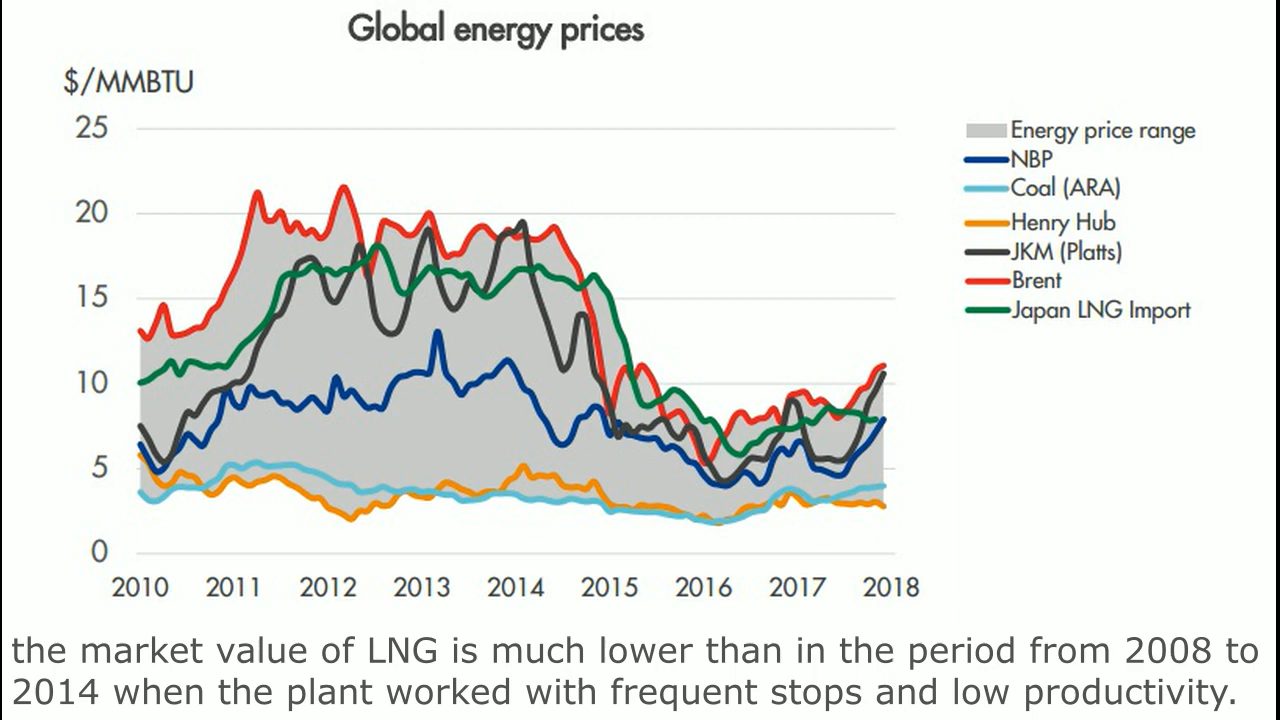 Global energy prices
$/MMBTU
25
20
15
10
5
0
2010 2011 2012 2013 2014 2015 2016 2017 2018
Energy price range
NBP
Coal (ARA)
Henry Hub
JKM (Platts)
Brent
Japan LNG Import
the market value of LNG is much lower than in the period from 2008 to
2014 when the plant worked with frequent stops and low productivity.